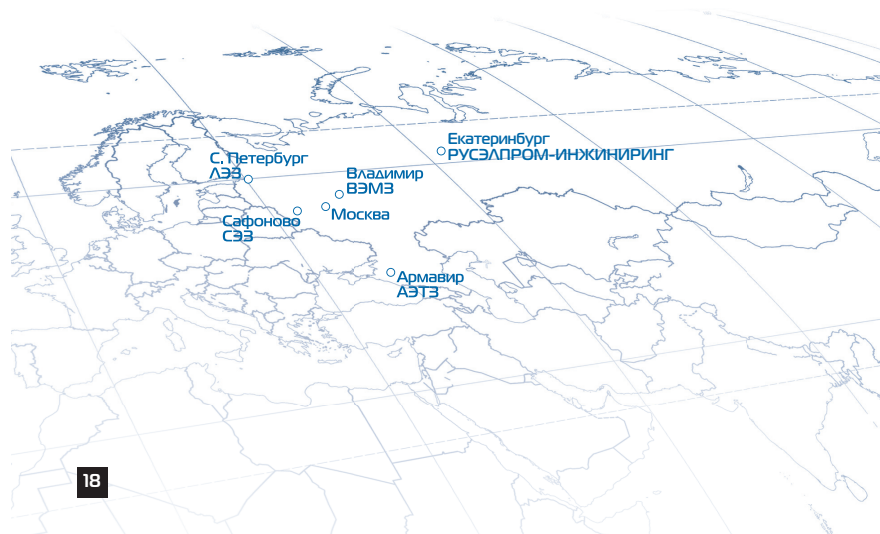 Екатеринбург
РУСЭЛПРОМ-ИНЖИНИРИНГ
С. Петербург
ЛЭЗ
Владимир
ВЭМЗ
Москва
Сафоново
СЭЗ
Армавир
АЭТЗ
18